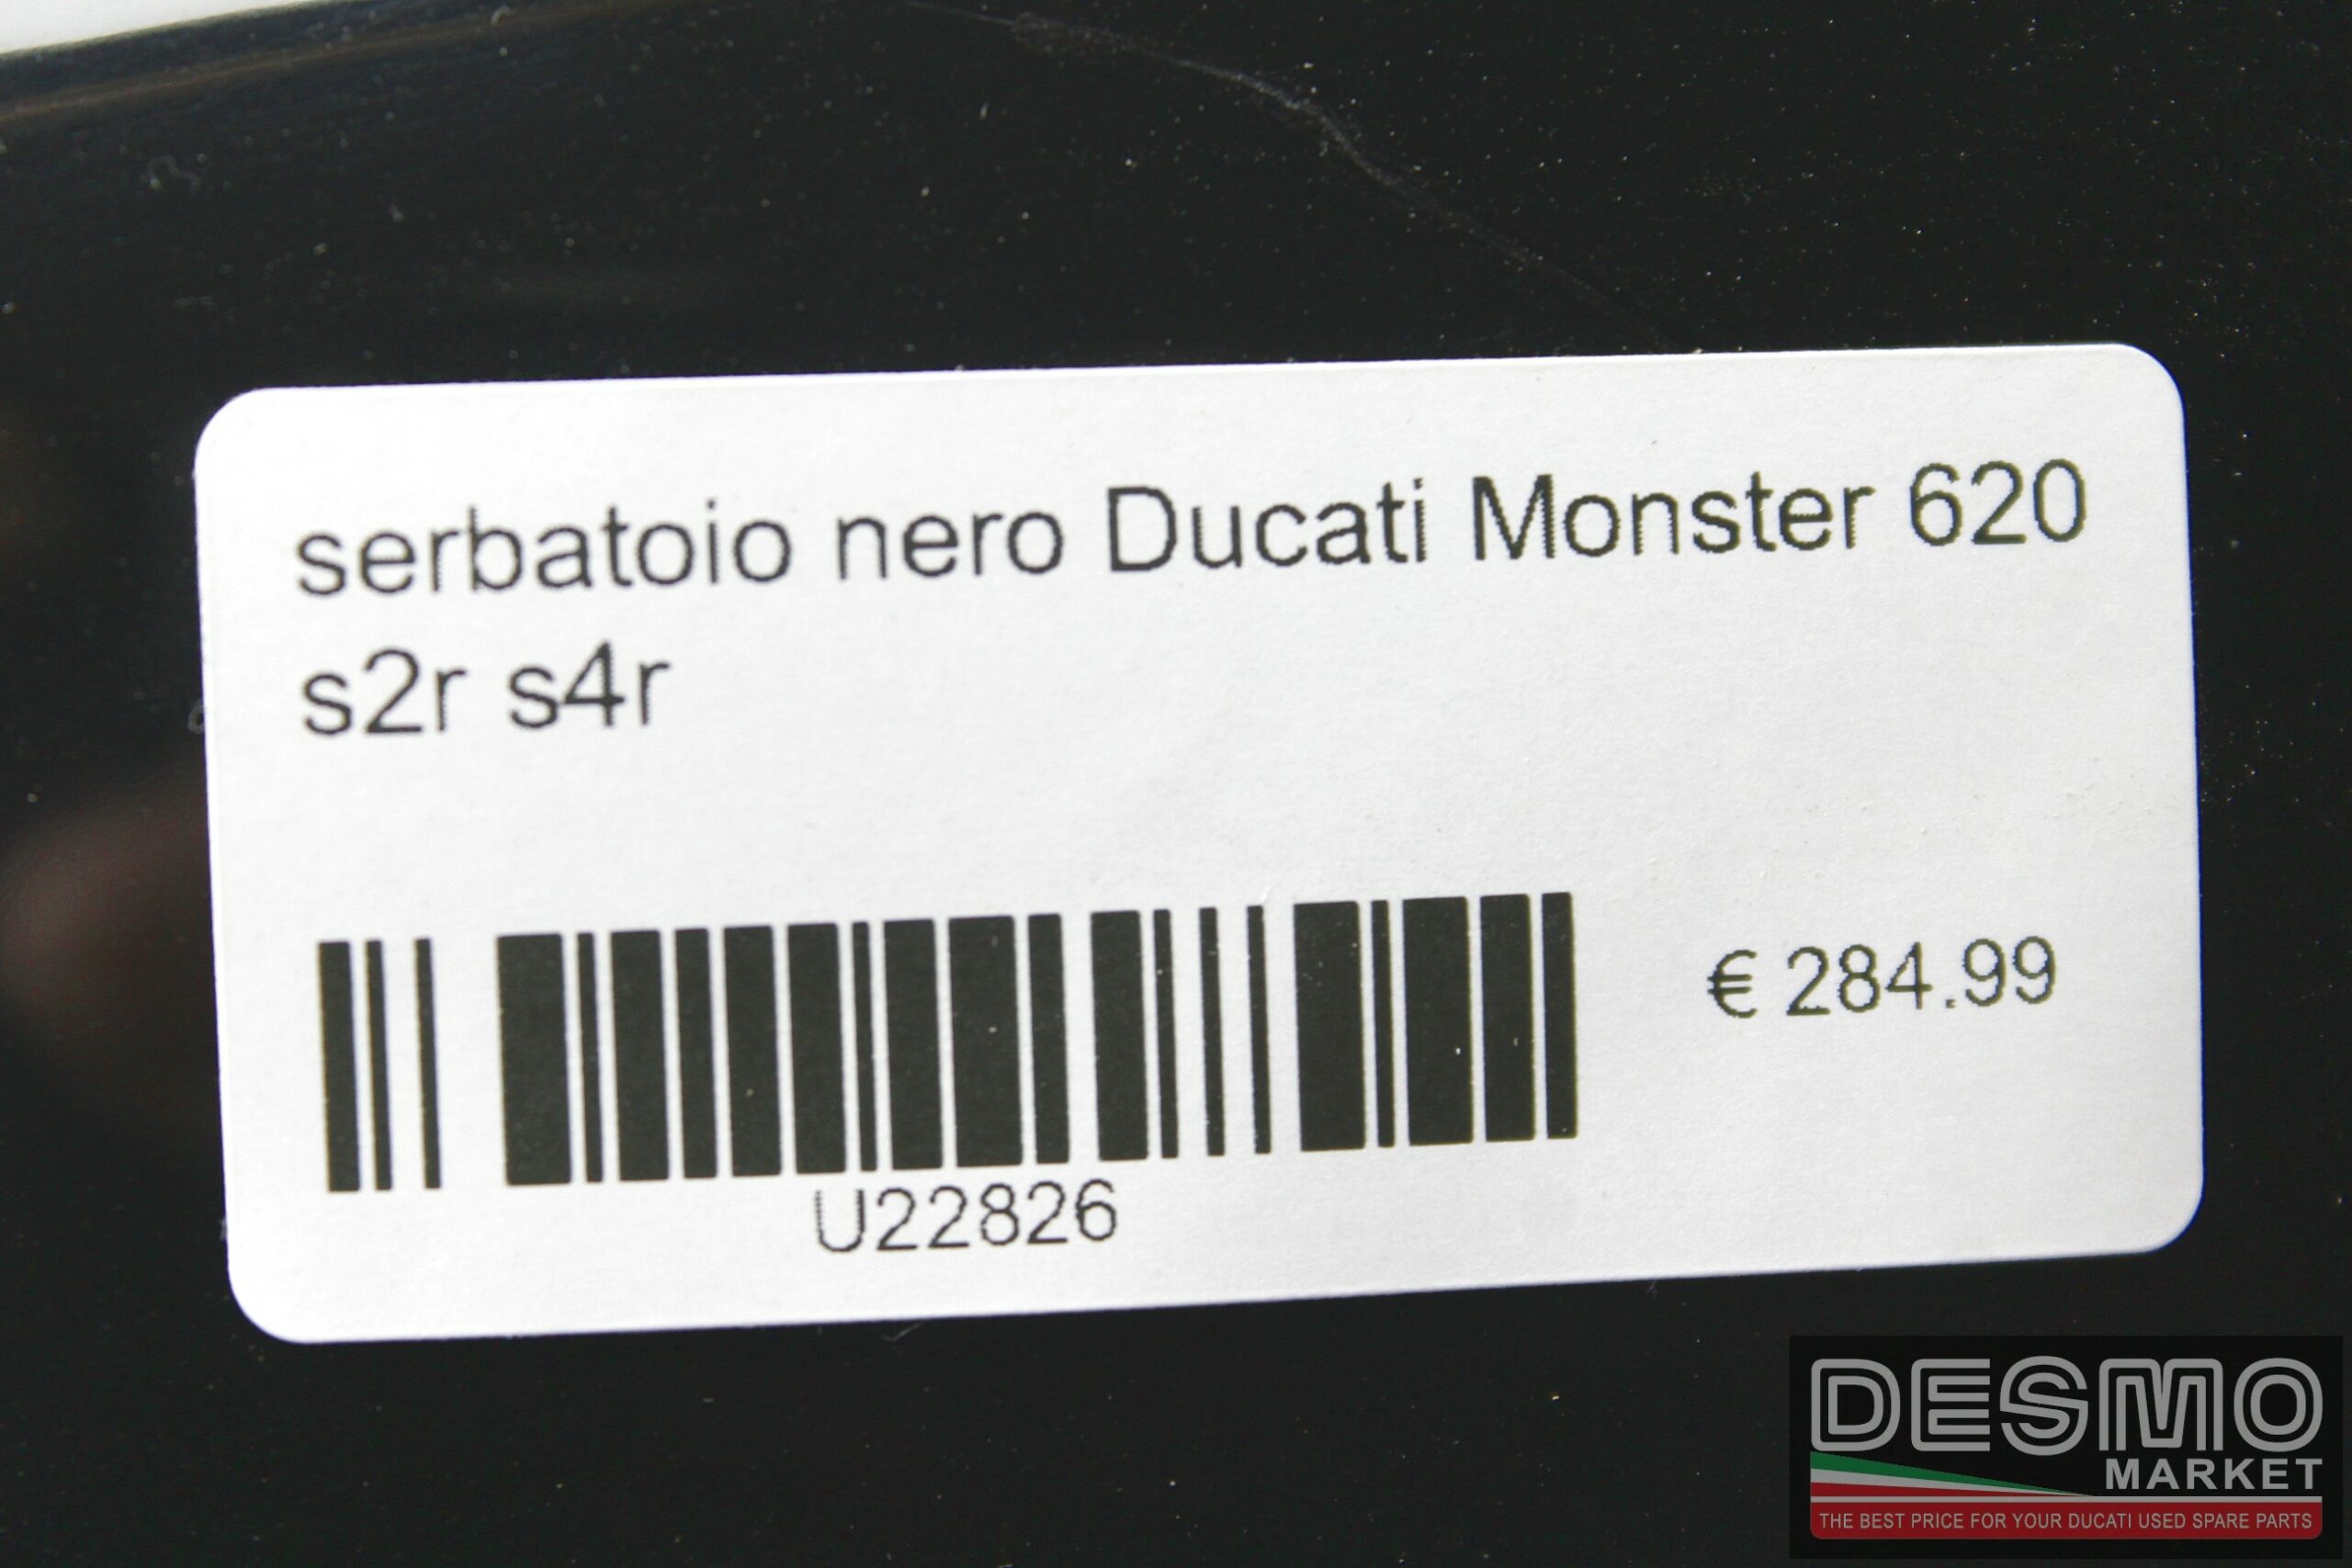 serbatoio nero Ducati Monster 620
s2r s4r
€ 284.99
U22826
DESMO
MARKET
THE BEST PRICE FOR YOUR DUCATI USED SPARE PARTS